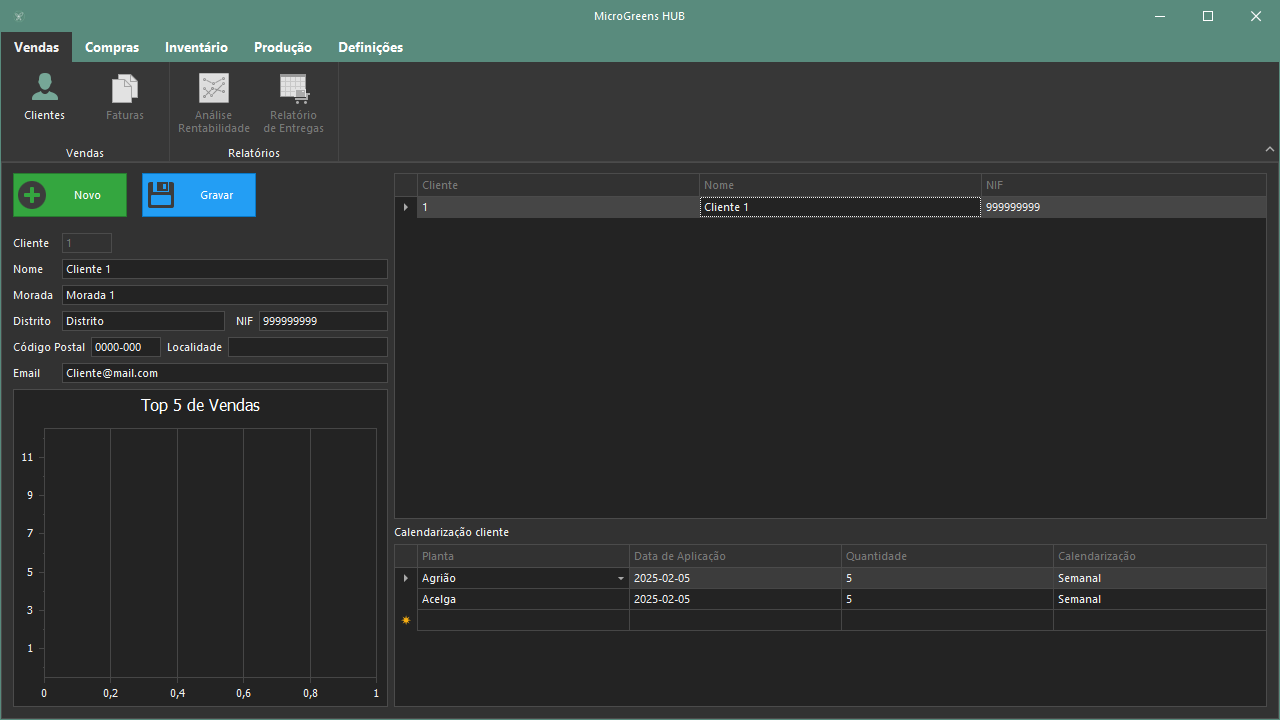 MicroGreens HUB
Vendas Compras Inventário Produção Definições
Clientes
Faturas
Análise
Rentabilidade
Relatório
de Entregas
Vendas
Relatórios
Novo
Gravar
Cliente 1
Nome Cliente 1
Morada Morada 1
Distrito Distrito NIF 999999999
Código Postal 0000-000 Localidade
Email Cliente@mail.com
Top 5 de Vendas
11
9
7
5
3
1
0 0,2 0,4 0,6 0,8 1
Cliente Nome NIF
1 Cliente 1 999999999
Calendarização cliente
Planta Data de Aplicação Quantidade Calendarização
Agrião 2025-02-05 5 Semanal
Acelga 2025-02-05 5 Semanal